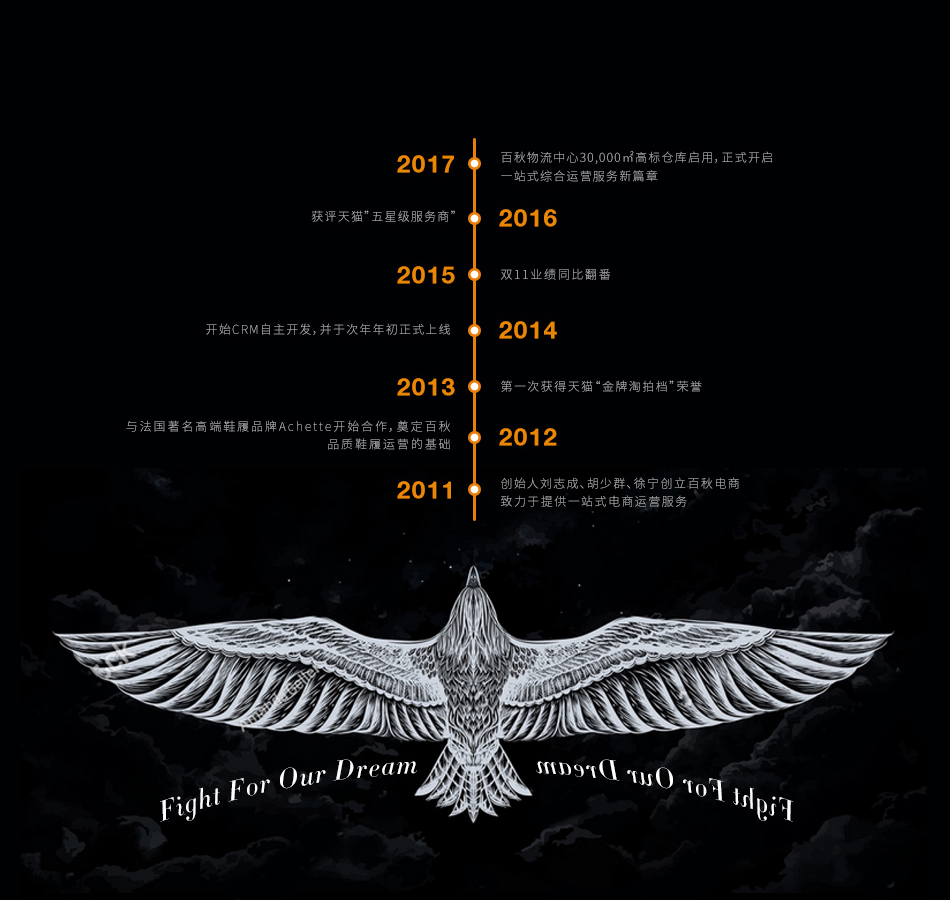 2017
百秋物流中心30,000㎡高标仓库启用，正式开启
一站式综合运营服务新篇章
获评天猫”五星级服务商”
2016
2015
双11业绩同比翻番
开始CRM自主开发，并于次年年初正式上线
2014
2013
第一次获得天猫“金牌淘拍档”荣誉
与法国著名高端鞋履品牌Achette开始合作，奠定百秋
品质鞋履运营的基础
2012
2011
创始人刘志成、胡少群、徐宁创立百秋电商
致力于提供一站式电商运营服务
Fight For Our Dream
Fight For Our Dream